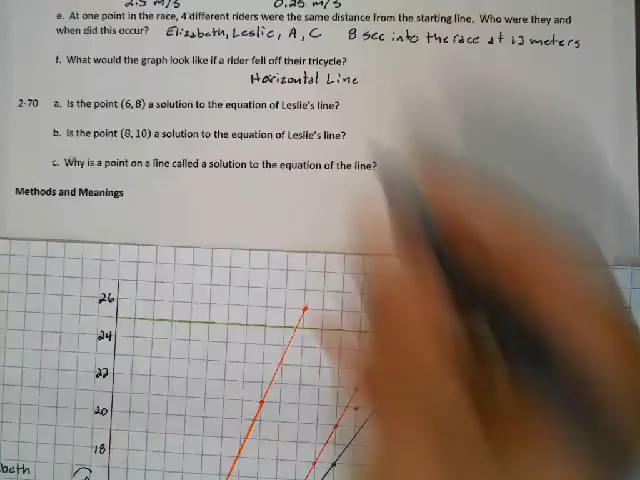 2.5 m/s 0.25 m/s
e. At one point in the race, 4 different riders were the same distance from the starting line. Who were they and
when did this occur? Elizabeth, Leslie, A, C 8 sec into the race at 13 meters
f. What would the graph look like if a rider fell off their tricycle?
Horizontal Line
2-70 a. Is the point (6,8) a solution to the equation of Leslie's line?
b. Is the point (8,10) a solution to the equation of Leslie's line?
c. Why is a point on a line called a solution to the equation of the line?
Methods and Meanings
26
24
22
20
18
beth